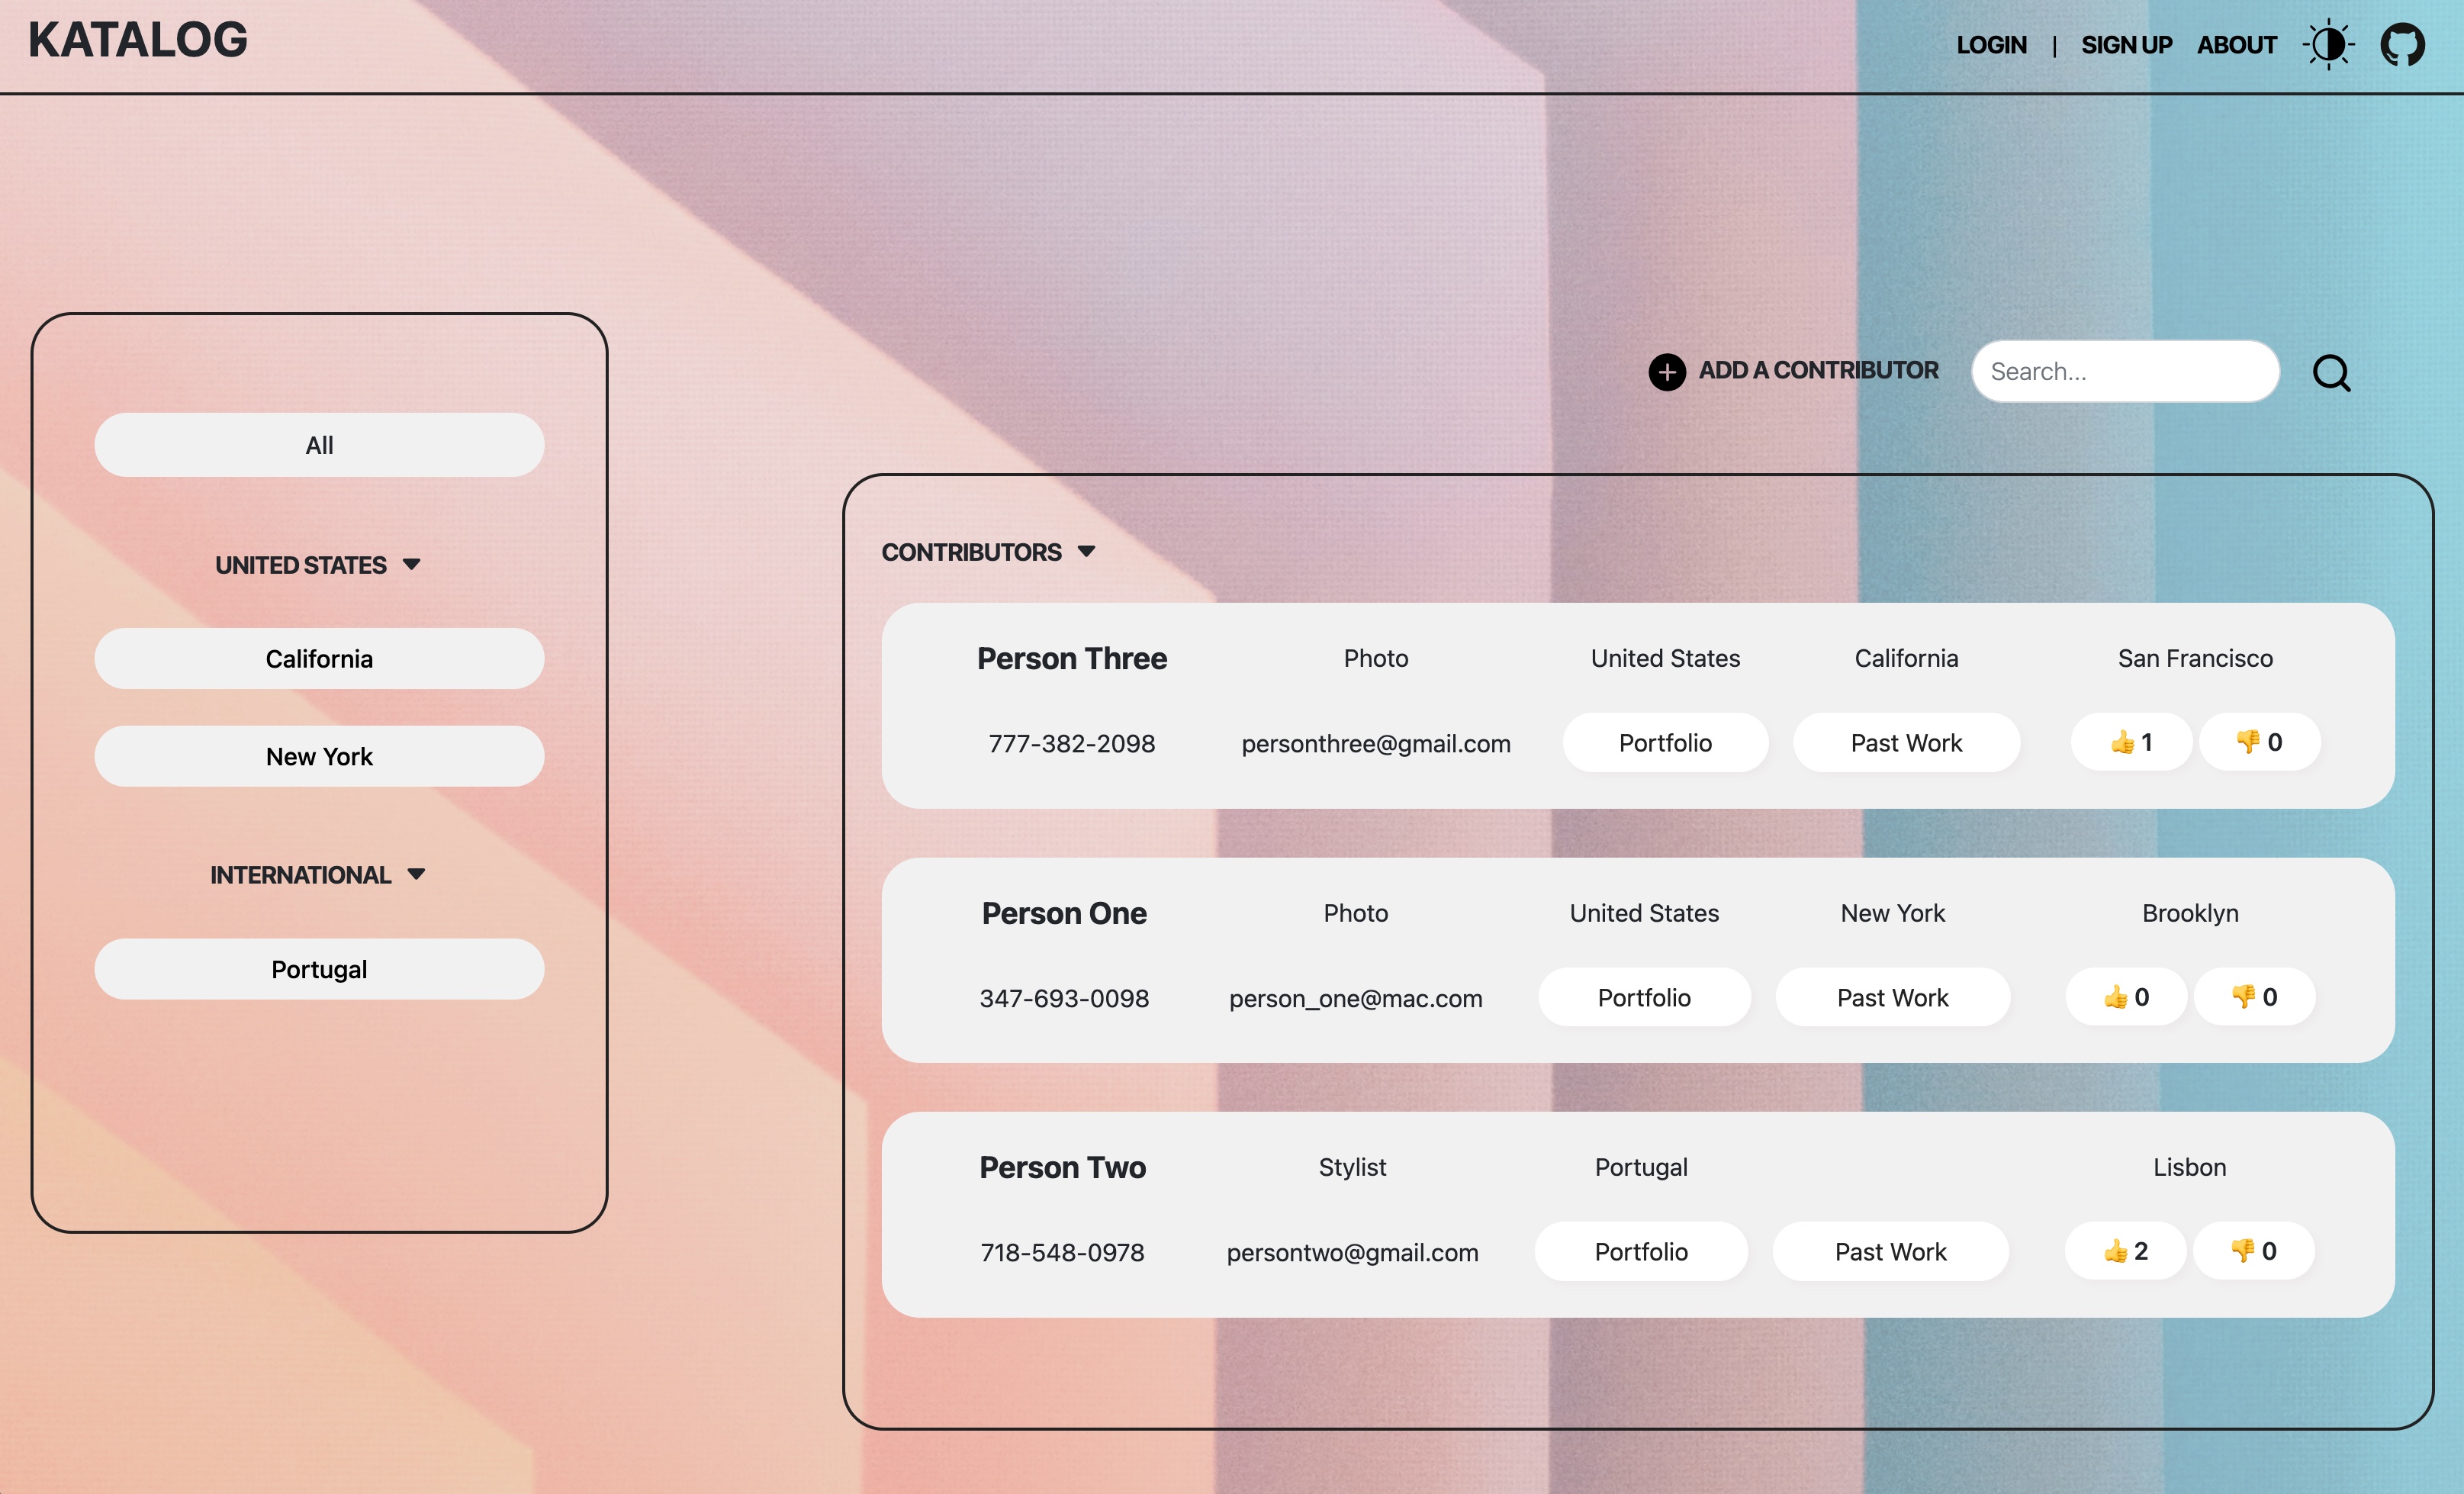 KATALOG
LOGIN | SIGN UP ABOUT
ADD A CONTRIBUTOR Search...
All
UNITED STATES
California
New York
INTERNATIONAL
Portugal
CONTRIBUTORS
Person Three Photo United States California San Francisco
777-382-2098 personthree@gmail.com Portfolio Past Work 👍 1 👎 0
Person One Photo United States New York Brooklyn
347-693-0098 person_one@mac.com Portfolio Past Work 👍 0 👎 0
Person Two Stylist Portugal Lisbon
718-548-0978 persontwo@gmail.com Portfolio Past Work 👍 2 👎 0